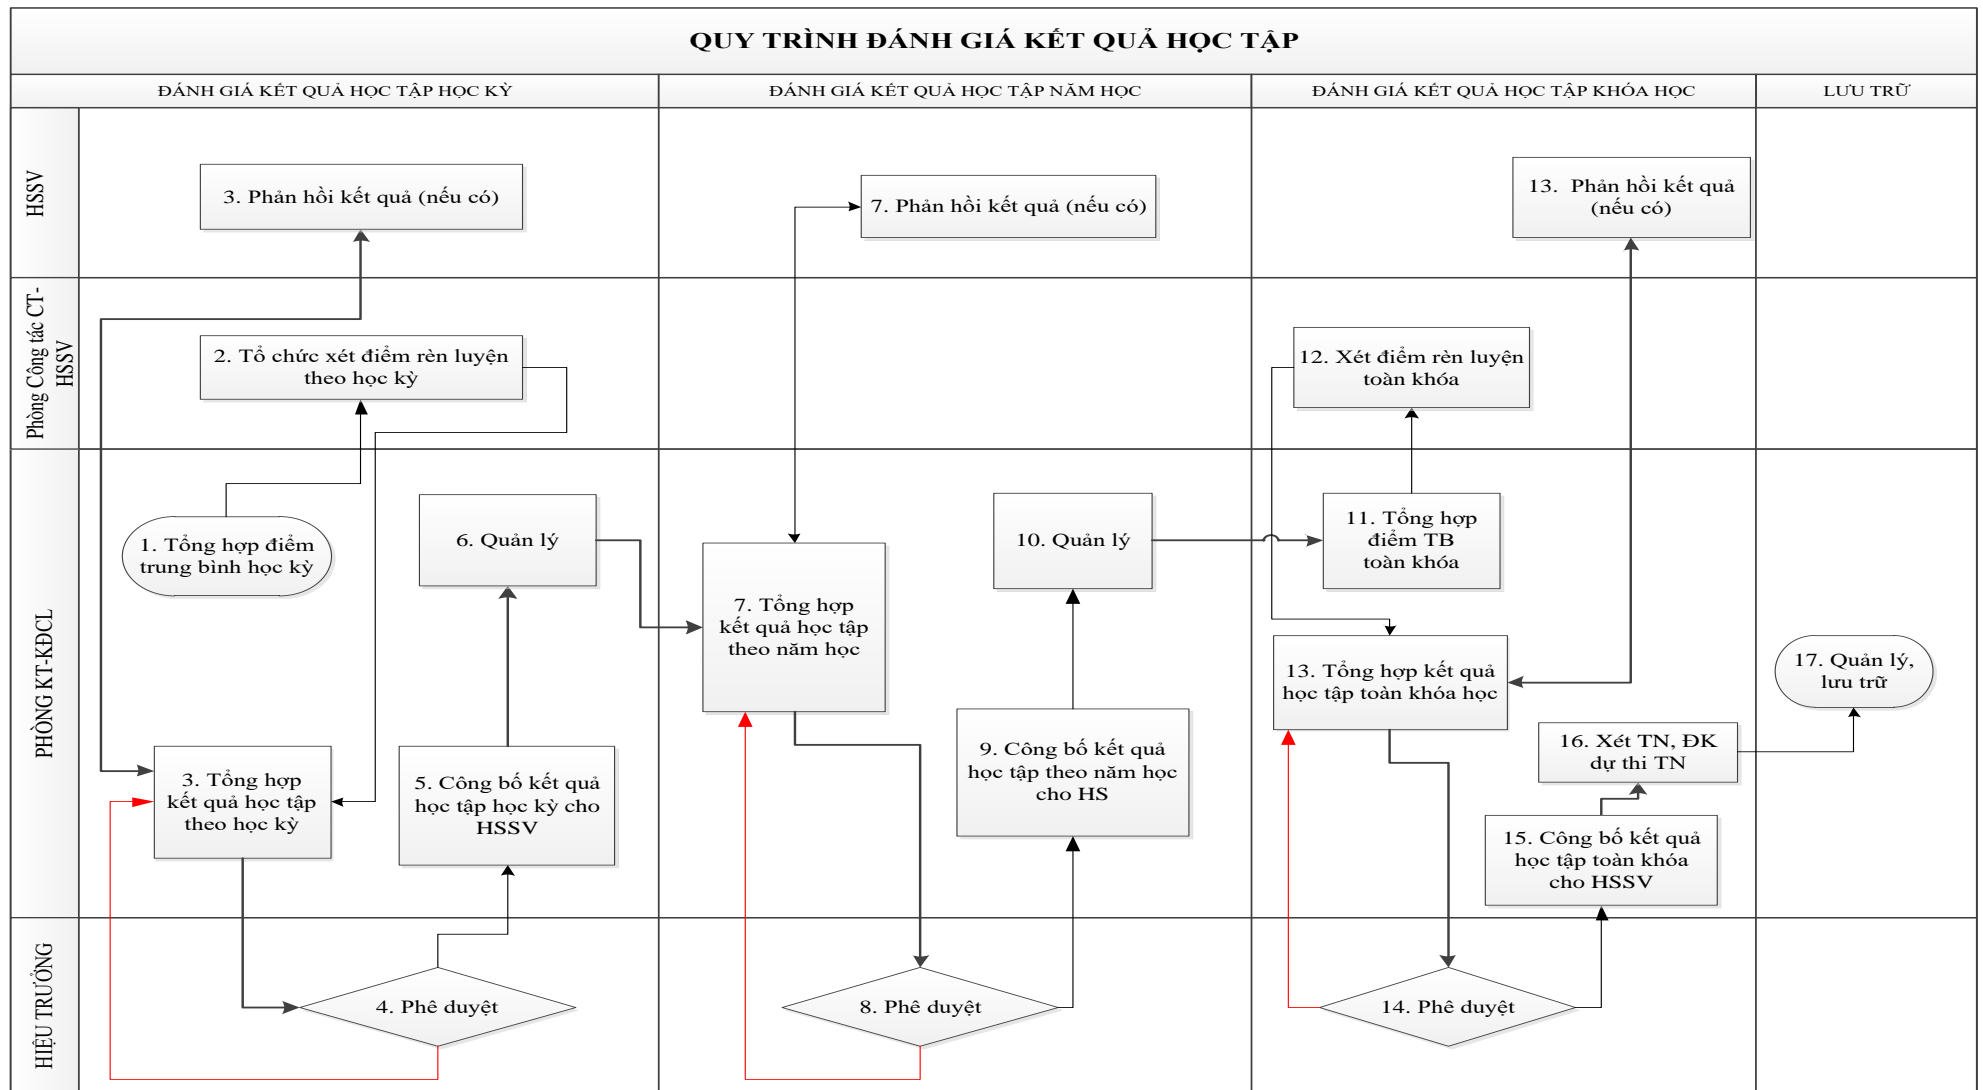 QUY TRÌNH ĐÁNH GIÁ KẾT QUẢ HỌC TẬP
ĐÁNH GIÁ KẾT QUẢ HỌC TẬP HỌC KỲ
ĐÁNH GIÁ KẾT QUẢ HỌC TẬP NĂM HỌC
ĐÁNH GIÁ KẾT QUẢ HỌC TẬP KHÓA HỌC
LƯU TRỮ
HSSV
3. Phản hồi kết quả (nếu có)
7. Phản hồi kết quả (nếu có)
13. Phản hồi kết quả
(nếu có)
Phòng Công tác CT-
HSSV
2. Tổ chức xét điểm rèn luyện
theo học kỳ
12. Xét điểm rèn luyện
toàn khóa
PHÒNG KT-KĐCL
1. Tổng hợp điểm
trung bình học kỳ
6. Quản lý
7. Tổng hợp
kết quả học tập
theo năm học
10. Quản lý
11. Tổng hợp
điểm TB
toàn khóa
13. Tổng hợp kết quả
học tập toàn khóa học
17. Quản lý,
lưu trữ
3. Tổng hợp
kết quả học tập
theo học kỳ
5. Công bố kết quả
học tập học kỳ cho
HSSV
9. Công bố kết quả
học tập theo năm học
cho HS
16. Xét TN, ĐK
dự thi TN
15. Công bố kết quả
học tập toàn khóa
cho HSSV
HIỆU TRƯỞNG
4. Phê duyệt
8. Phê duyệt
14. Phê duyệt